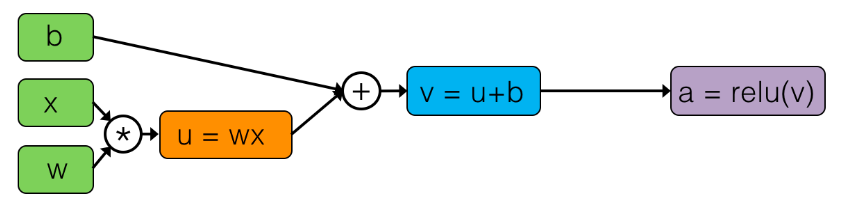 b
x
w
*
u = wx
+
v = u+b
a = relu(v)